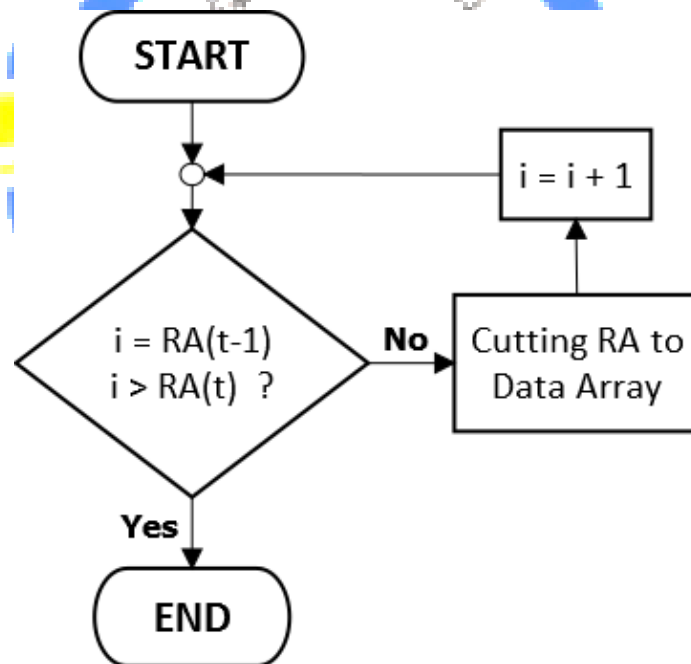 START
i = i + 1
i = RA(t-1)
i > RA(t) ?
No
Cutting RA to
Data Array
Yes
END